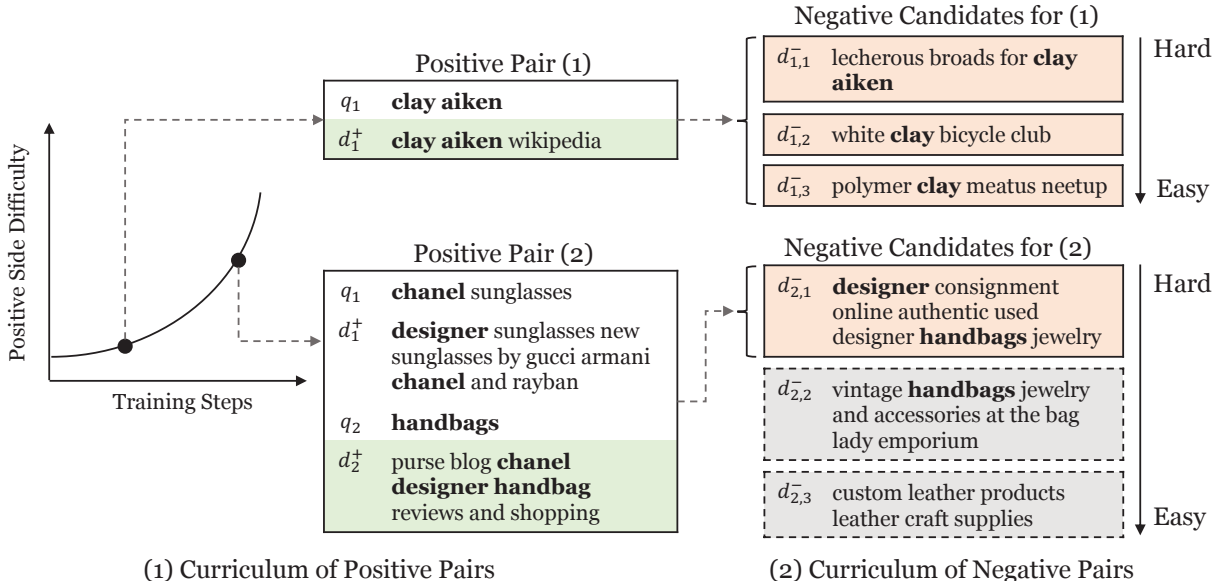 Positive Side Difficulty
Training Steps
Positive Pair (1)
q₁ clay aiken
d₁⁺ clay aiken wikipedia
Positive Pair (2)
q₁ chanel sunglasses
d₁⁺ designer sunglasses new
sunglasses by gucci armani
chanel and rayban
q₂ handbags
d₂⁺ purse blog chanel
designer handbag
reviews and shopping
(1) Curriculum of Positive Pairs
Negative Candidates for (1)
d₁,₁⁻ lecherous broads for clay
aiken
d₁,₂⁻ white clay bicycle club
d₁,₃⁻ polymer clay meatus neetup
Hard
Easy
Negative Candidates for (2)
d₂,₁⁻ designer consignment
online authentic used
designer handbags jewelry
d₂,₂⁻ vintage handbags jewelry
and accessories at the bag
lady emporium
d₂,₃⁻ custom leather products
leather craft supplies
Hard
Easy
(2) Curriculum of Negative Pairs